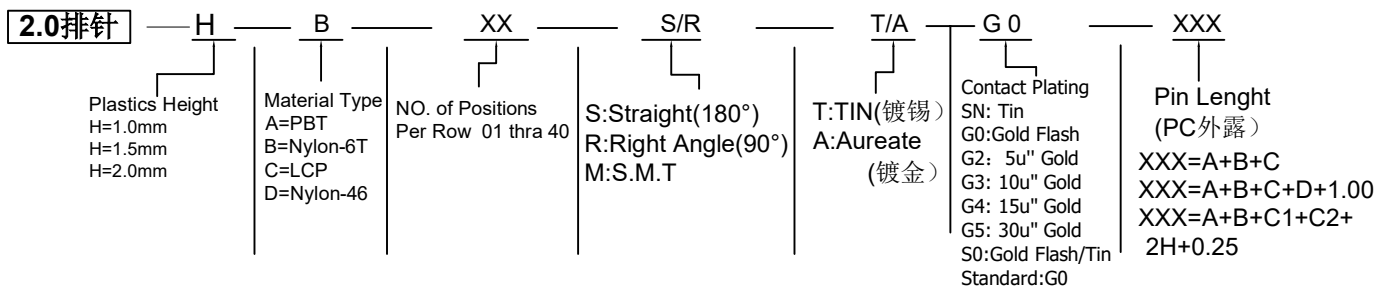 2.0排针 H B XX S/R T/A G 0 XXX
Plastics Height
H=1.0mm
H=1.5mm
H=2.0mm
Material Type
A=PBT
B=Nylon-6T
C=LCP
D=Nylon-46
NO. of Positions
Per Row 01 thra 40
S:Straight(180°)
R:Right Angle(90°)
M:S.M.T
T:TIN(镀锡）
A:Aureate
(镀金）
Contact Plating
SN: Tin
G0:Gold Flash
G2: 5u" Gold
G3: 10u" Gold
G4: 15u" Gold
G5: 30u" Gold
S0:Gold Flash/Tin
Standard:G0
Pin Lenght
(PC外露）
XXX=A+B+C
XXX=A+B+C+D+1.00
XXX=A+B+C1+C2+
2H+0.25